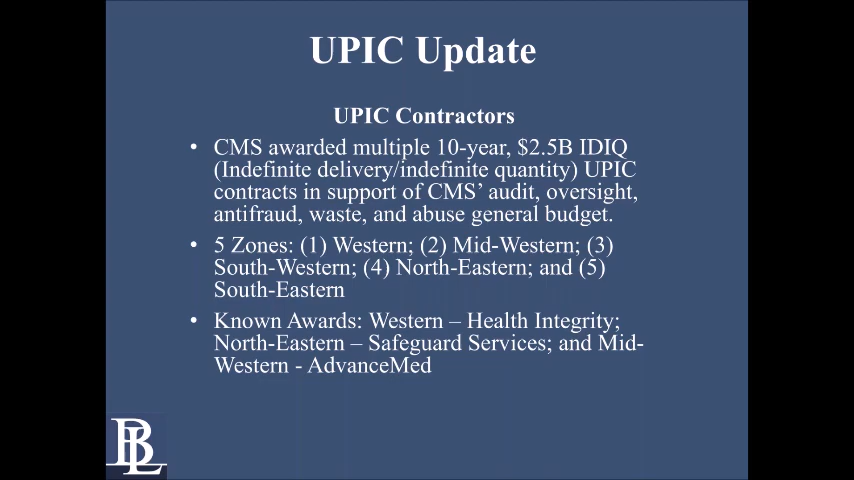 UPIC Update
UPIC Contractors
• CMS awarded multiple 10-year, $2.5B IDIQ
(Indefinite delivery/indefinite quantity) UPIC
contracts in support of CMS’ audit, oversight,
antifraud, waste, and abuse general budget.
• 5 Zones: (1) Western; (2) Mid-Western; (3)
South-Western; (4) North-Eastern; and (5)
South-Eastern
• Known Awards: Western – Health Integrity;
North-Eastern – Safeguard Services; and Mid-
Western - AdvanceMed
BL